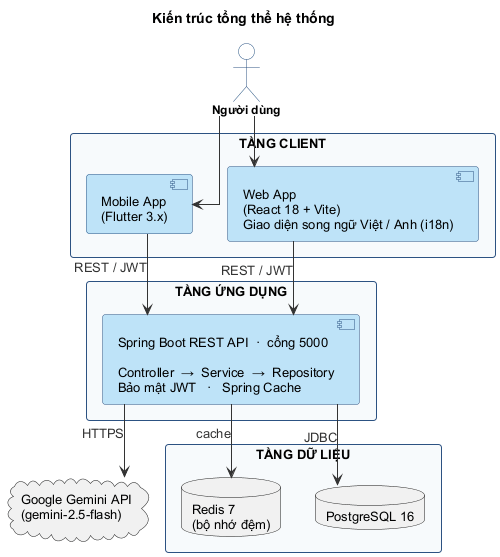 Kiến trúc tổng thể hệ thống
Người dùng
TẦNG CLIENT
Mobile App
(Flutter 3.x)
Web App
(React 18 + Vite)
Giao diện song ngữ Việt / Anh (i18n)
REST / JWT
REST / JWT
TẦNG ỨNG DỤNG
Spring Boot REST API · cổng 5000
Controller → Service → Repository
Bảo mật JWT · Spring Cache
HTTPS
cache
JDBC
TẦNG DỮ LIỆU
Google Gemini API
(gemini-2.5-flash)
Redis 7
(bộ nhớ đệm)
PostgreSQL 16